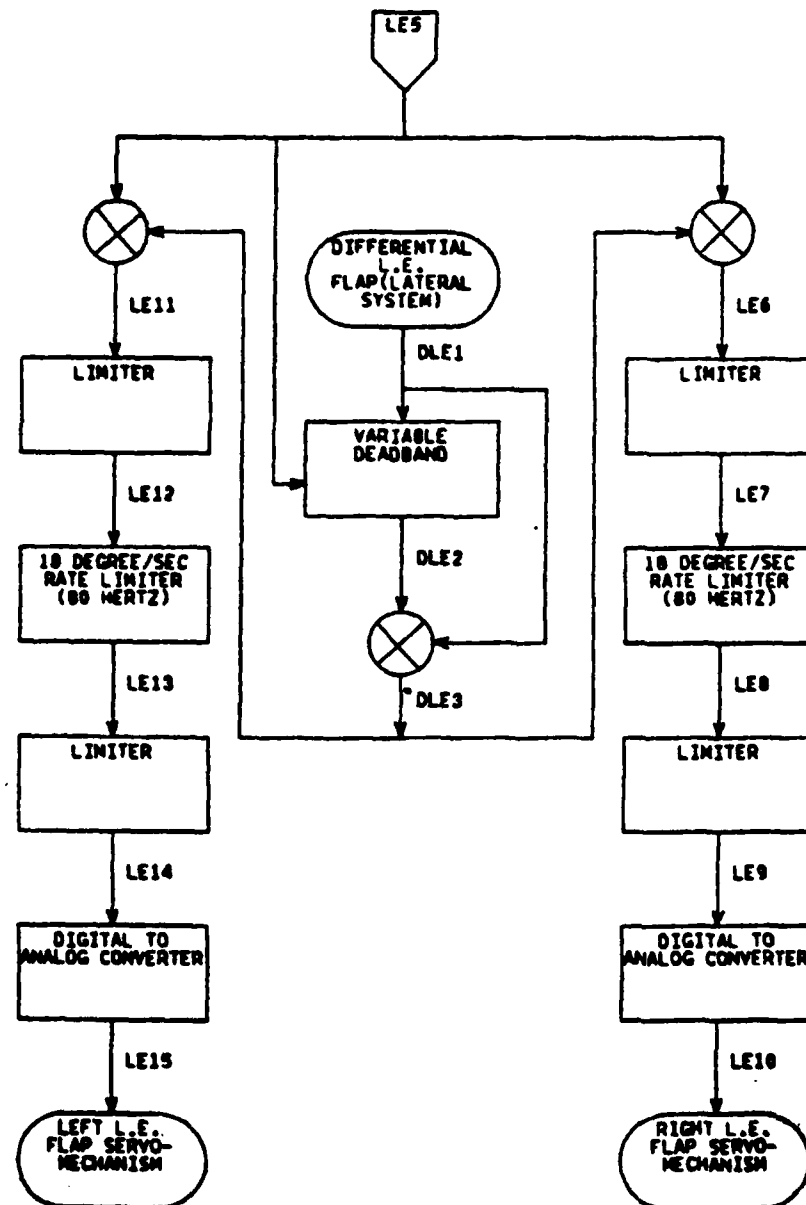 LE5
DIFFERENTIAL
L.E.
FLAP(LATERAL
SYSTEM)
LE11
LE6
DLE1
LIMITER
VARIABLE
DEADBAND
LIMITER
LE12
LE7
DLE2
18 DEGREE/SEC
RATE LIMITER
(80 HERTZ)
18 DEGREE/SEC
RATE LIMITER
(80 HERTZ)
LE13
DLE3
LE8
LIMITER
LIMITER
LE14
LE9
DIGITAL TO
ANALOG CONVERTER
DIGITAL TO
ANALOG CONVERTER
LE15
LE10
LEFT L.E.
FLAP SERVO-
MECHANISM
RIGHT L.E.
FLAP SERVO-
MECHANISM